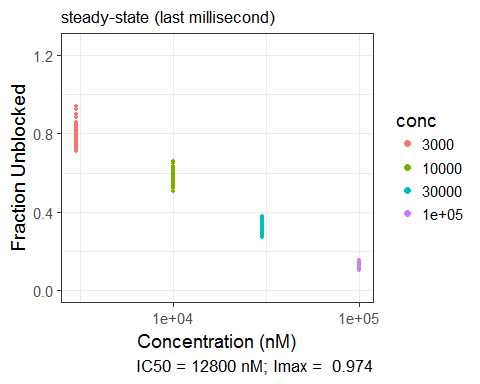 steady-state (last millisecond)
Fraction Unblocked
1.2
0.8
0.4
0.0
1e+04
1e+05
Concentration (nM)
IC50 = 12800 nM; Imax =  0.974
conc
3000
10000
30000
1e+05